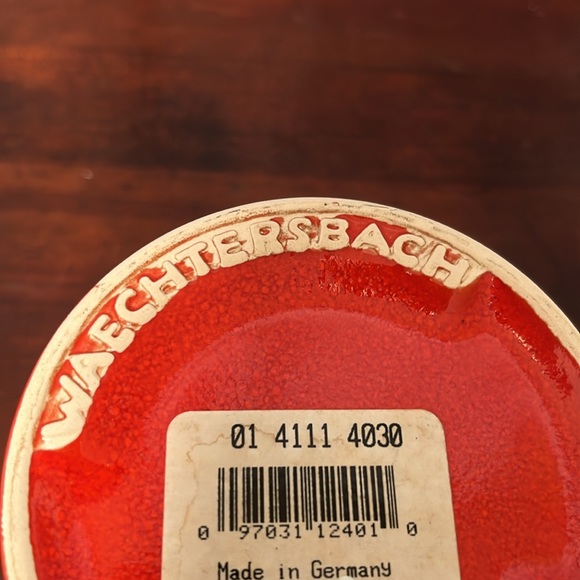 WAECHTERSBACH
01 4111 4030
0 97031 12401 0
Made in Germany